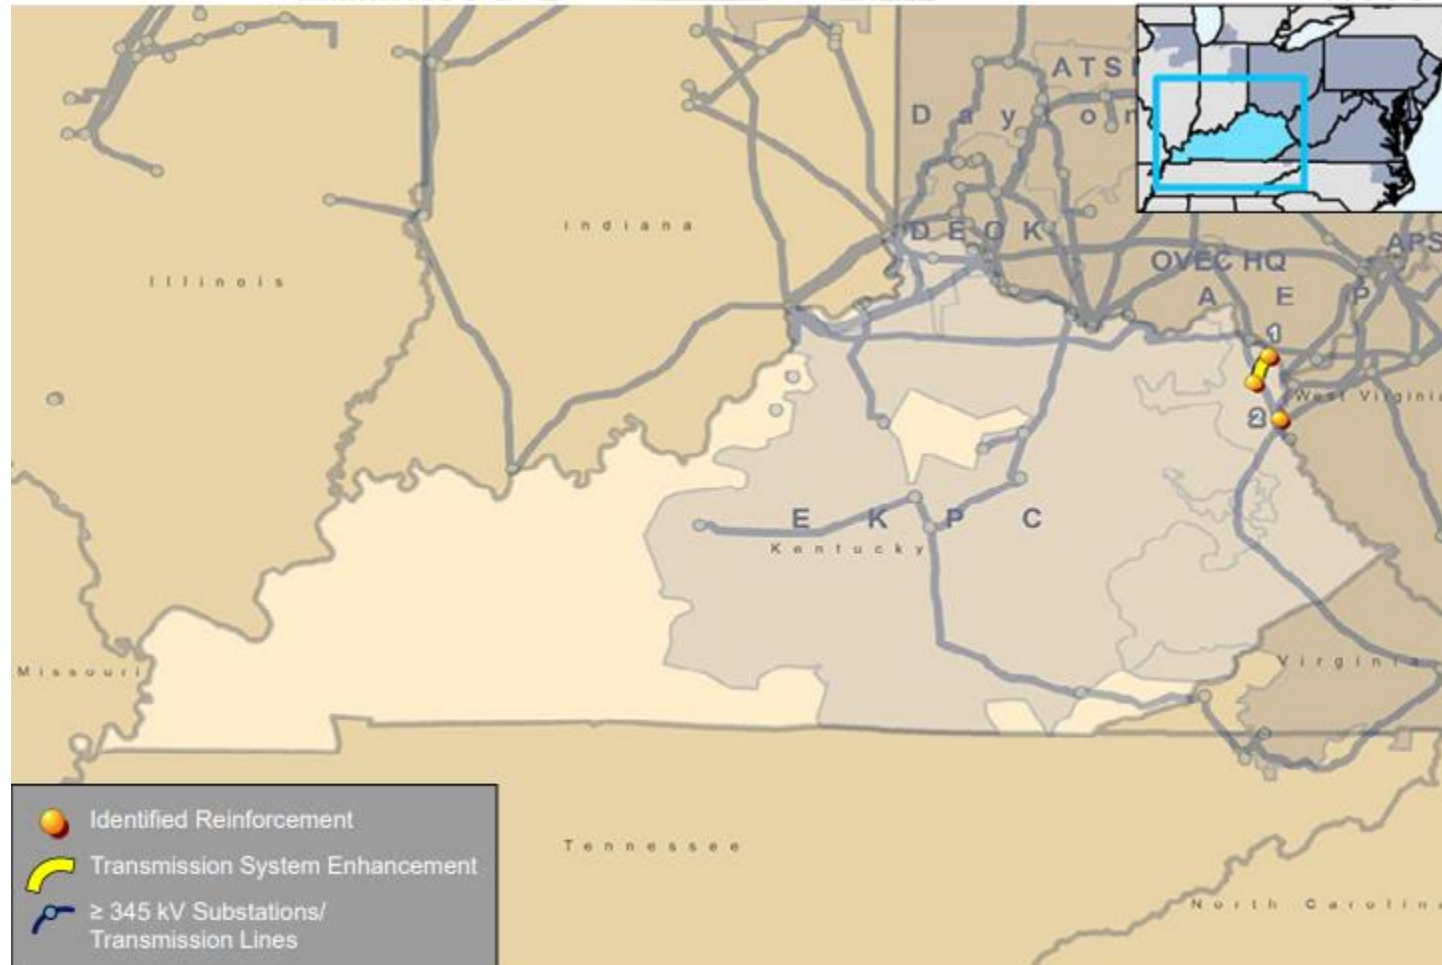 ATSI
Dayton
Indiana
DEOK
APS
Illinois
OVEC HQ
AEP
1
West Virginia
2
EKPC
Kentucky
Missouri
Virginia
Identified Reinforcement
Transmission System Enhancement
≥ 345 kV Substations/
Transmission Lines
Tennessee
North Carolina